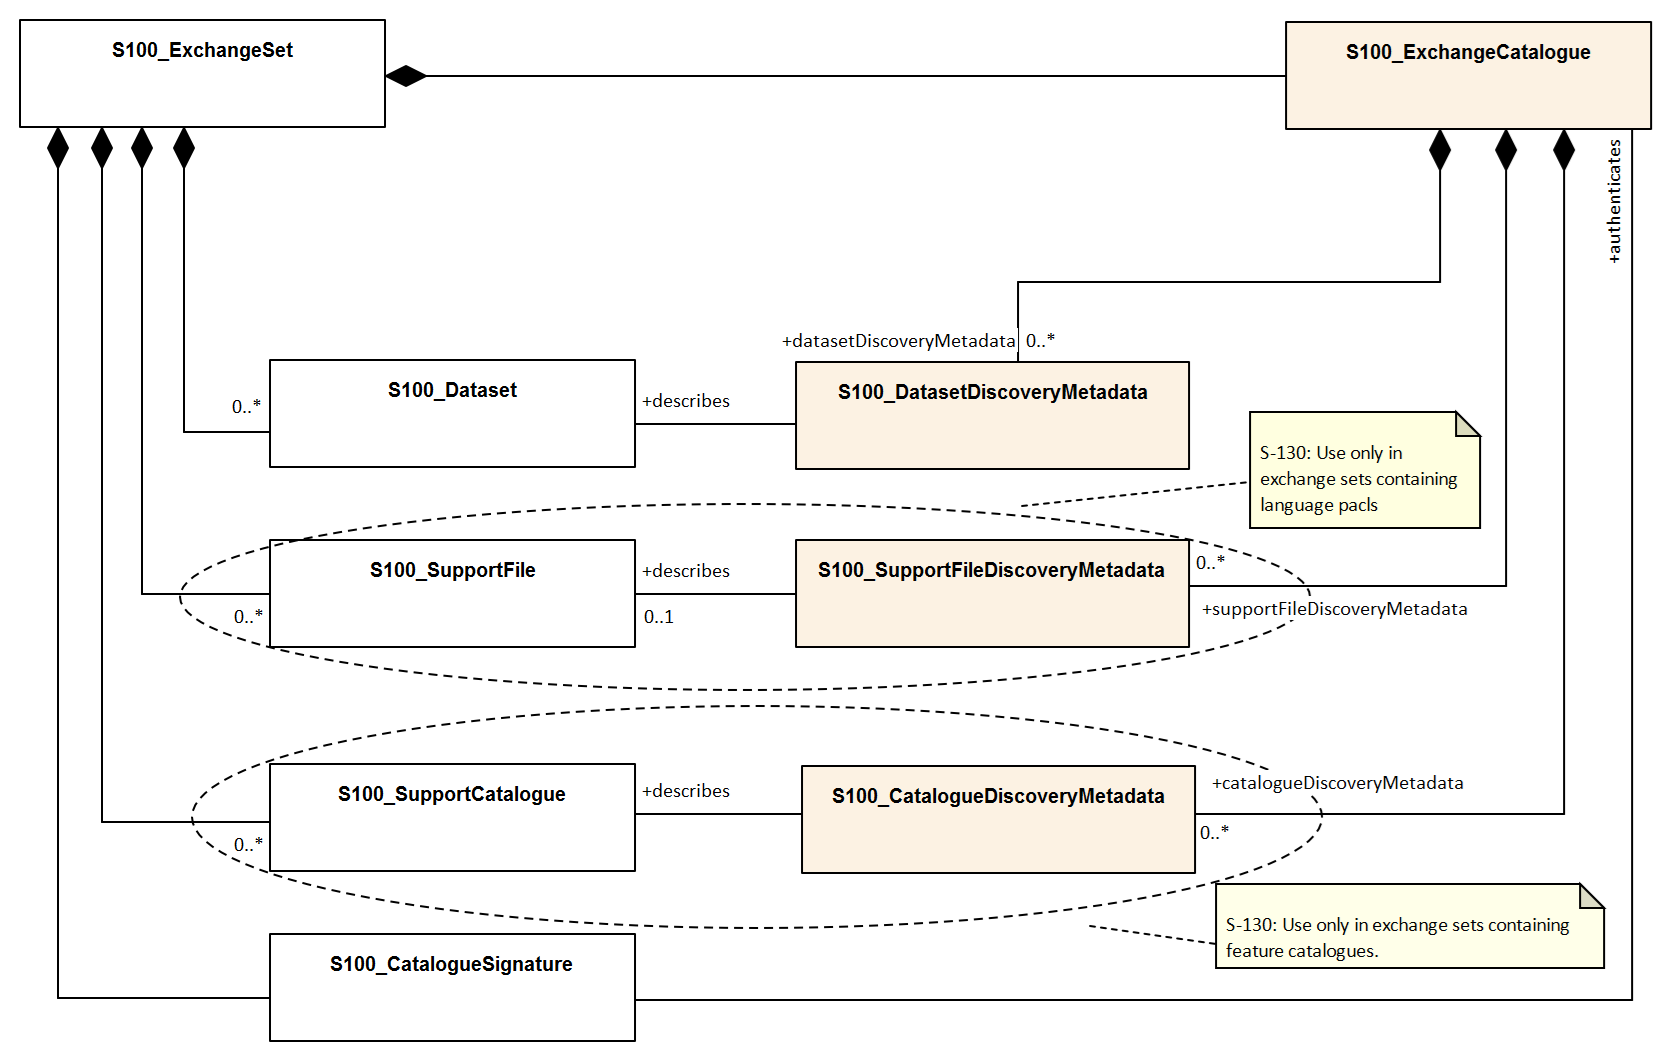 S100_ExchangeSet
S100_ExchangeCatalogue
+authenticates
+datasetDiscoveryMetadata
0..*
S100_Dataset
0..*
+describes
S100_DatasetDiscoveryMetadata
S-130: Use only in
exchange sets containing
language pacls
S100_SupportFile
0..*
+describes
0..1
S100_SupportFileDiscoveryMetadata
0..*
+supportFileDiscoveryMetadata
S100_SupportCatalogue
0..*
+describes
S100_CatalogueDiscoveryMetadata
+catalogueDiscoveryMetadata
0..*
S-130: Use only in exchange sets containing
feature catalogues.
S100_CatalogueSignature